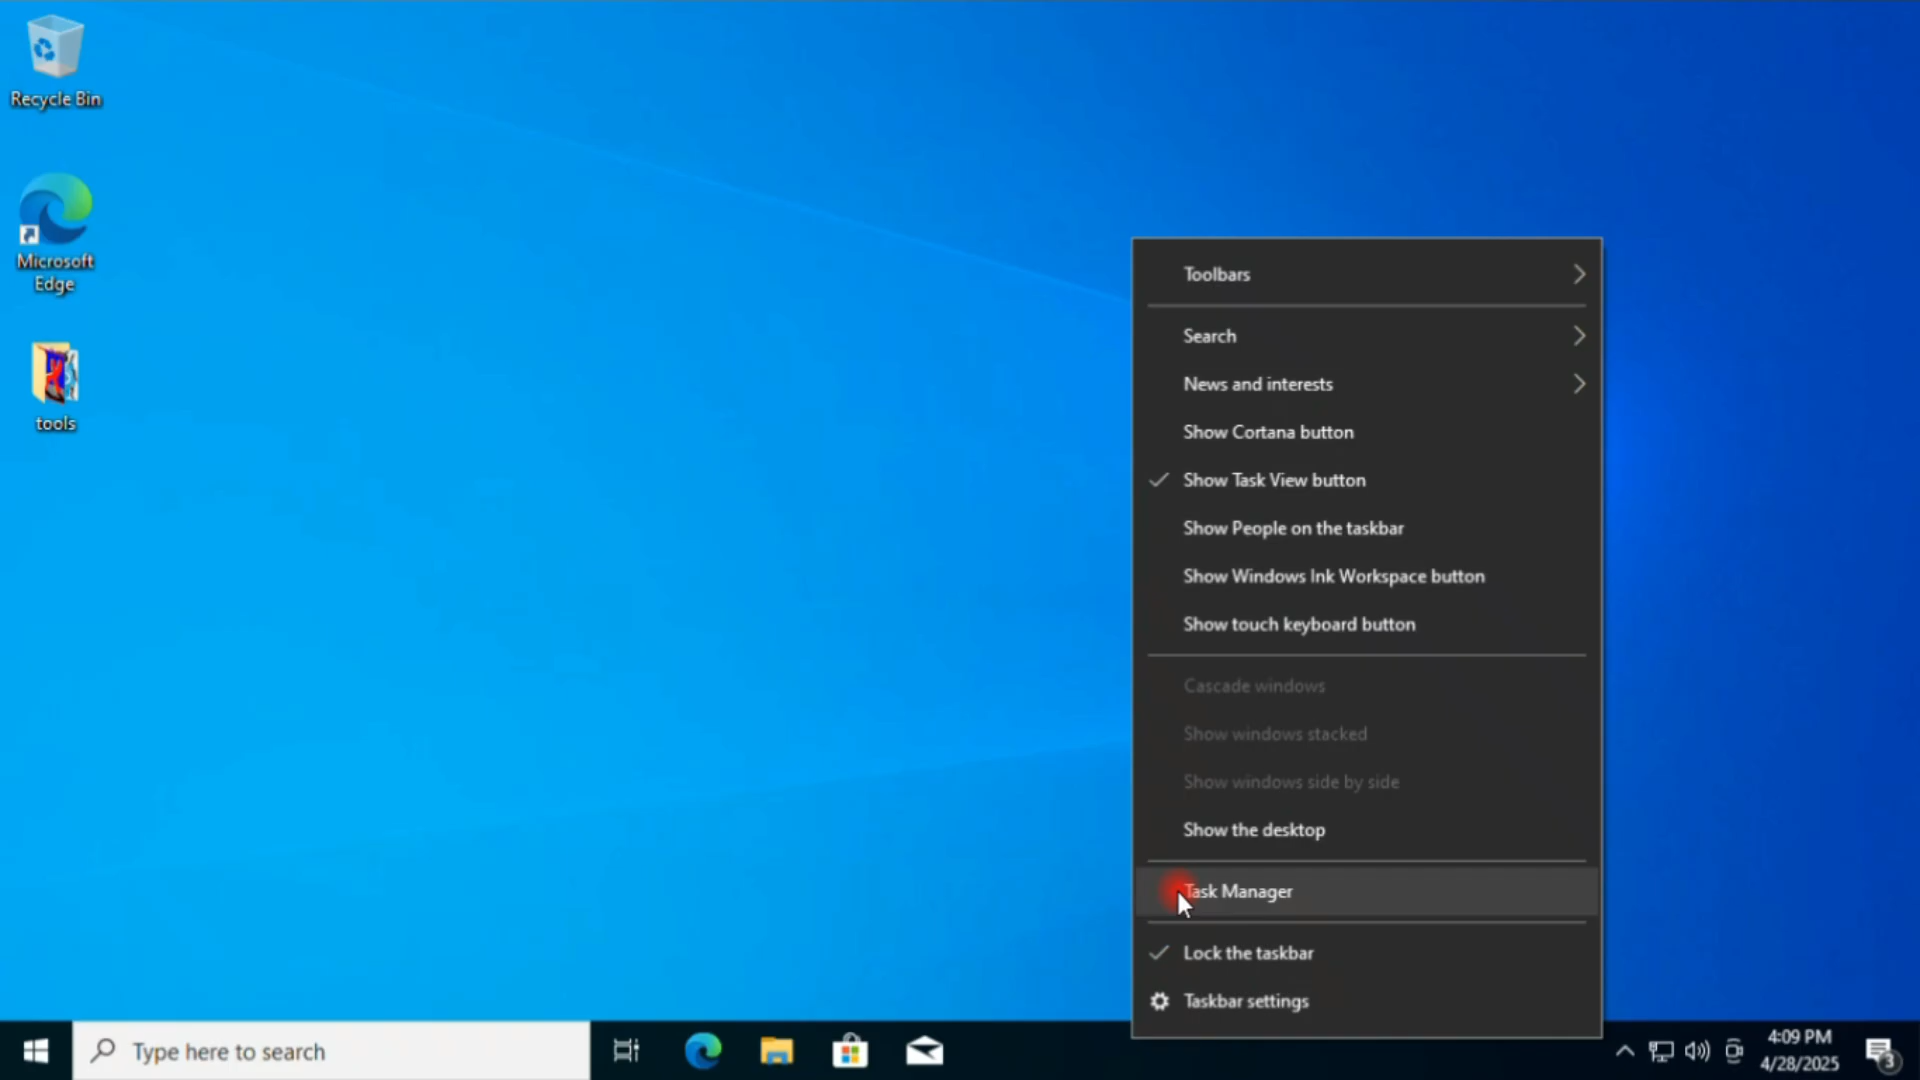 Recycle Bin
Microsoft
Edge
tools
Toolbars
Search
News and interests
Show Cortana button
Show Task View button
Show People on the taskbar
Show Windows Ink Workspace button
Show touch keyboard button
Cascade windows
Show windows stacked
Show windows side by side
Show the desktop
Task Manager
Lock the taskbar
Taskbar settings
Type here to search
4:09 PM
4/28/2025
3